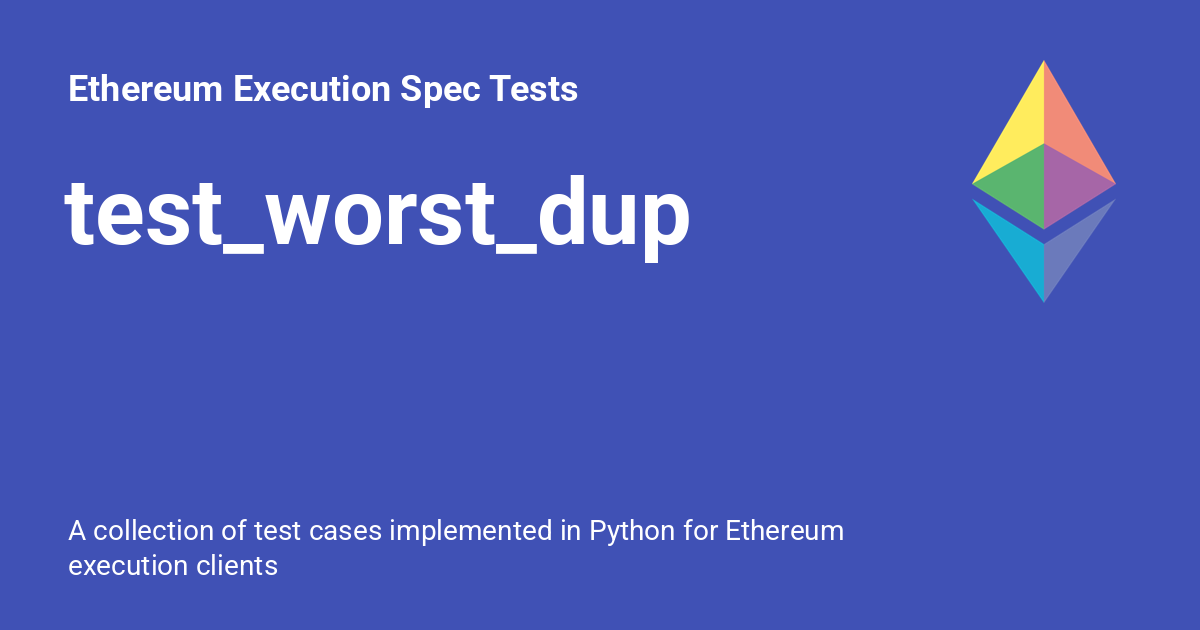 Ethereum Execution Spec Tests
test_worst_dup
A collection of test cases implemented in Python for Ethereum
execution clients